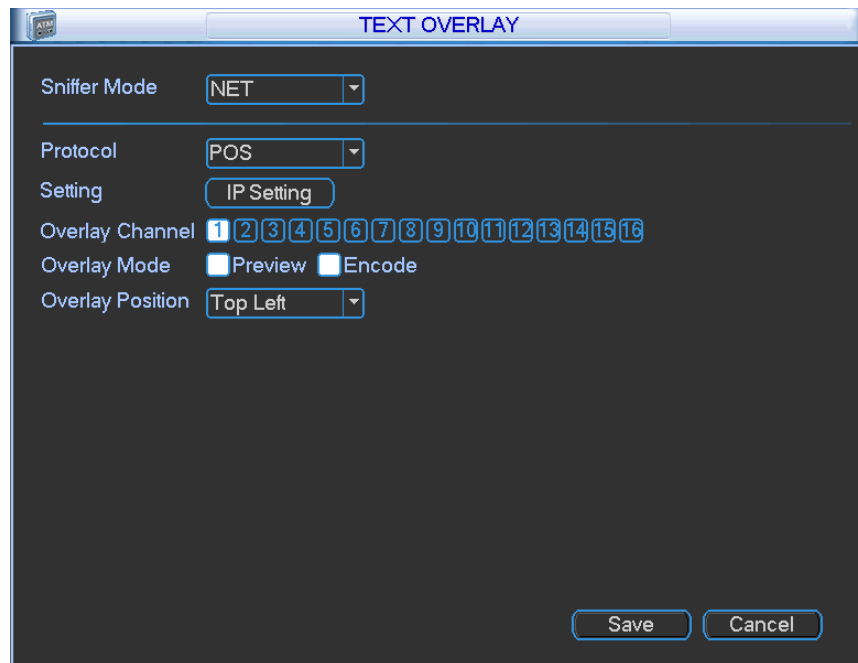 ATM
TEXT OVERLAY
Sniffer Mode NET
Protocol POS
Setting IP Setting
Overlay Channel 1 2 3 4 5 6 7 8 9 10 11 12 13 14 15 16
Overlay Mode Preview Encode
Overlay Position Top Left
Save Cancel